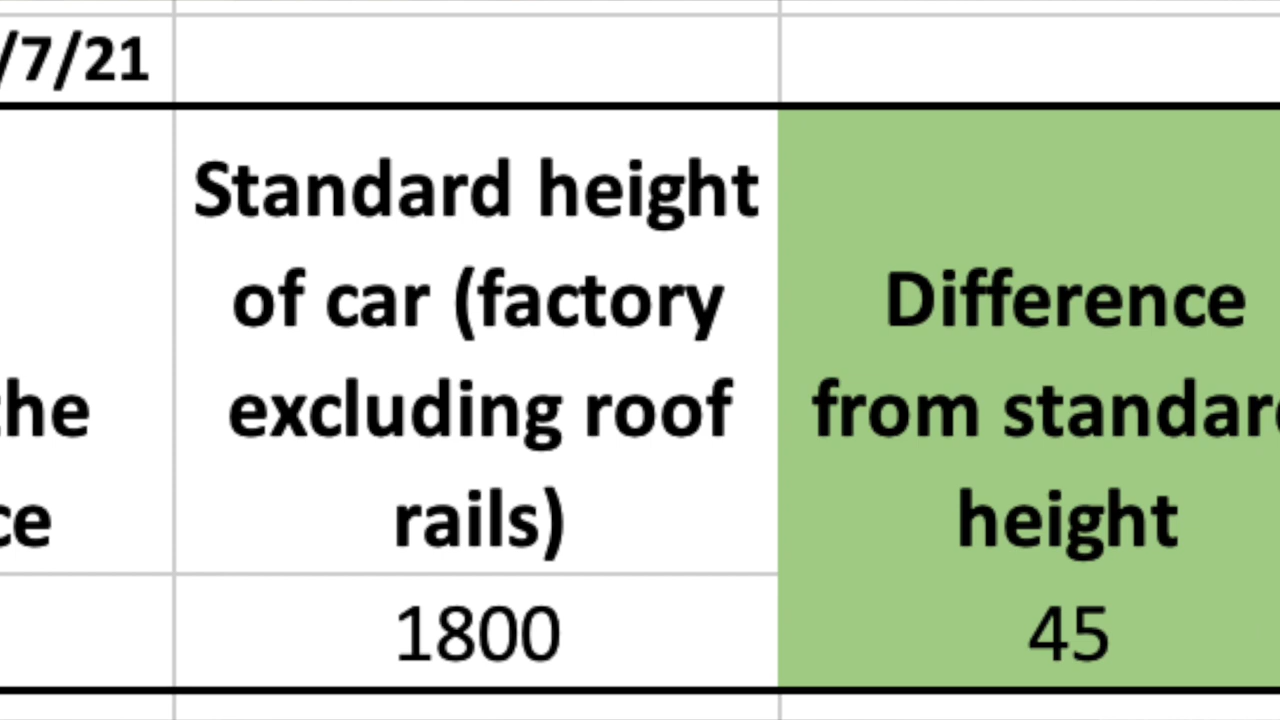 /7/21
Standard height
of car (factory
excluding roof
rails)
Difference
from standard
height
he
ce
1800
45